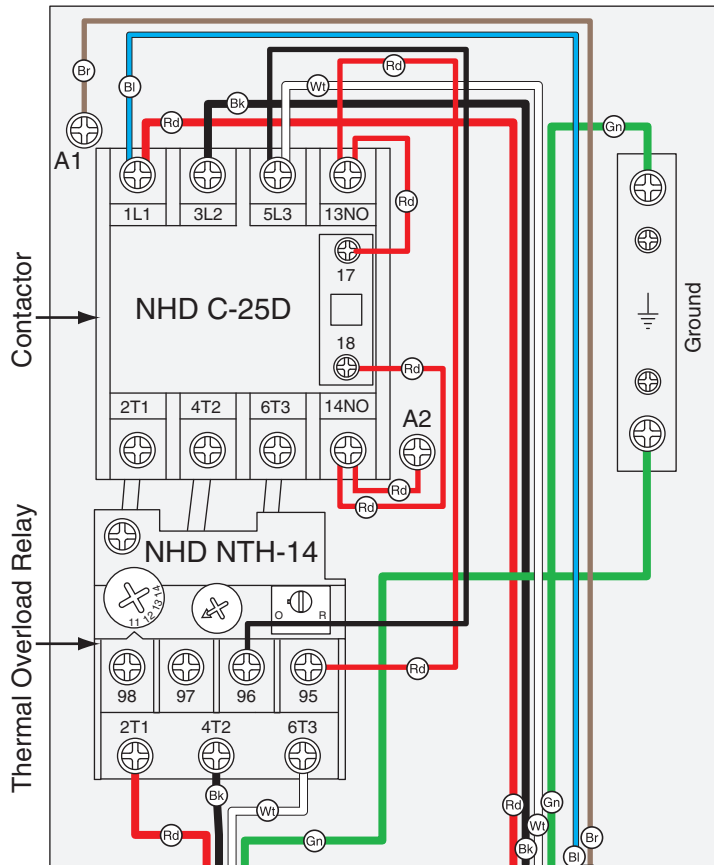 Br
Bl
Rd
Bk
Wt
Rd
Gn
A1
1L1
3L2
5L3
13NO
Rd
17
Contactor
NHD C-25D
Ground
18
Rd
2T1
4T2
6T3
14NO
A2
Rd
Rd
Thermal Overload Relay
NHD NTH-14
11 12 13 14
O
R
98
97
96
95
Rd
2T1
4T2
6T3
Bk
Wt
Rd
Gn
Rd
Gn
Wt
Br
Bk
Bl